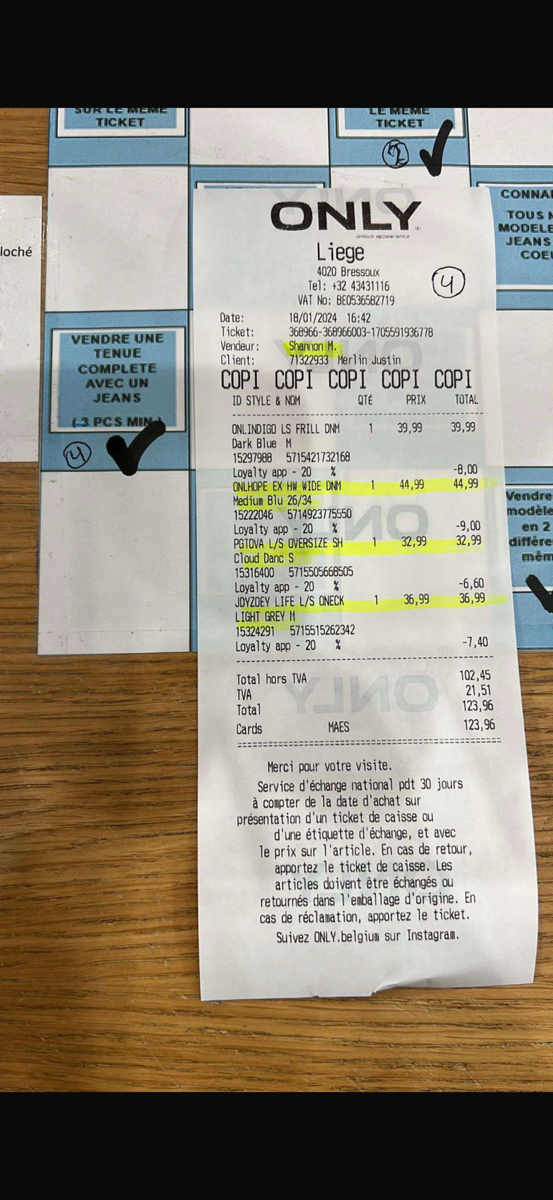 SUR LE MEME
TICKET
LE MEME
TICKET
2
loché
CONNA
TOUS N
MODELE
JEANS
COEU
VENDRE UNE
TENUE
COMPLETE
AVEC UN
JEANS
( 3 PCS MIN )
4
Vendre
modèle
en 2
différe
mêm
ONLY
Liege
4020 Bressoux
Tel: +32 43431116
VAT No: BE0536582719
4
Date: 18/01/2024 16:42
Ticket: 368966-368966003-1705591936778
Vendeur: Shannon M.
Client: 71322933 Merlin Justin
COPI COPI COPI COPI COPI
ID STYLE & NOM QTÉ PRIX TOTAL
ONLINDIGO LS FRILL DNM 1 39,99 39,99
Dark Blue M
15297988 5715421732168
Loyalty app - 20 % -8,00
ONLHOPE EX HW WIDE DNM 1 44,99 44,99
Medium Blu 26/34
15222046 5714923775550
Loyalty app - 20 % -9,00
PGTOVA L/S OVERSIZE SH 1 32,99 32,99
Cloud Danc S
15316400 5715505668505
Loyalty app - 20 % -6,60
JDYZOEY LIFE L/S ONECK 1 36,99 36,99
LIGHT GREY M
15324291 5715515262342
Loyalty app - 20 % -7,40
Total hors TVA 102,45
TVA 21,51
Total 123,96
Cards MAES 123,96
Merci pour votre visite.
Service d'échange national pdt 30 jours
à compter de la date d'achat sur
présentation d'un ticket de caisse ou
d'une étiquette d'échange, et avec
le prix sur l'article. En cas de retour,
apportez le ticket de caisse. Les
articles doivent être échangés ou
retournés dans l'emballage d'origine. En
cas de réclamation, apportez le ticket.
Suivez ONLY.belgium sur Instagram.